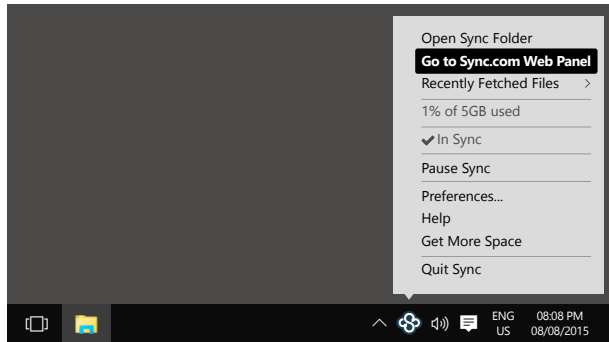 Open Sync Folder
Go to Sync.com Web Panel
Recently Fetched Files
1% of 5GB used
In Sync
Pause Sync
Preferences...
Help
Get More Space
Quit Sync
ENG
US
08:08 PM
08/08/2015